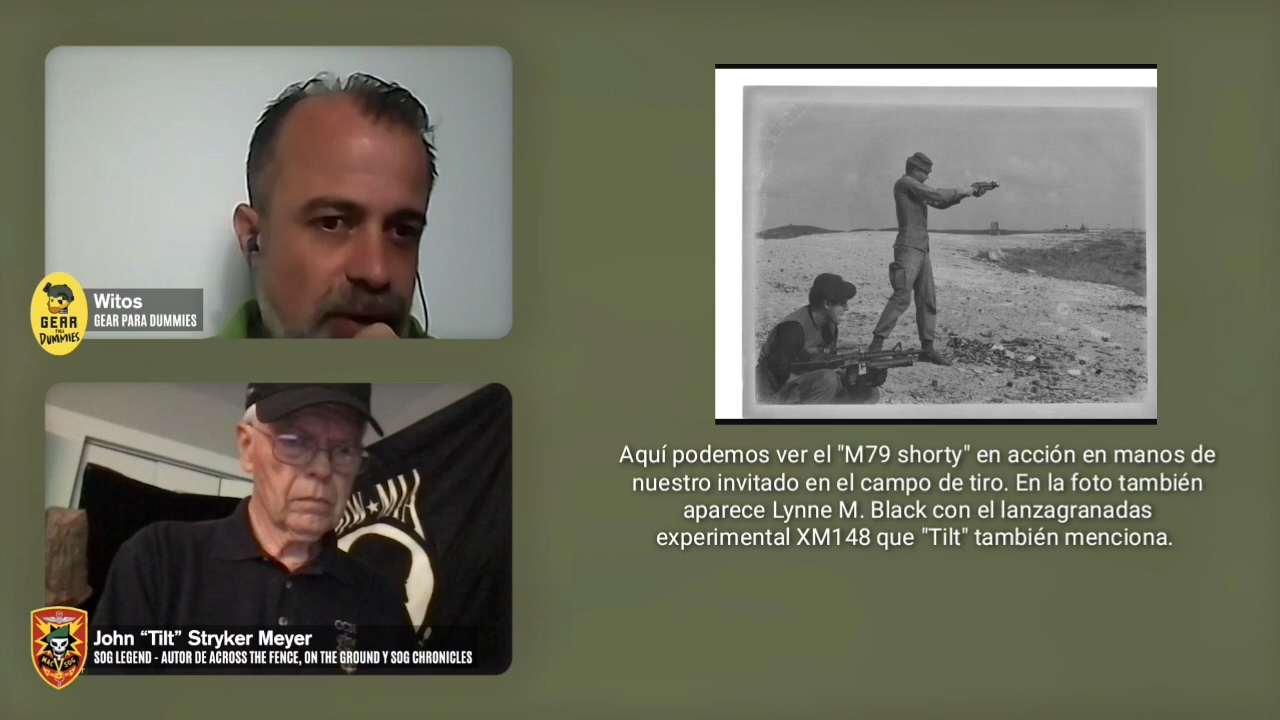 GEAR
PARA
DUMMIES
Witos
GEAR PARA DUMMIES
Aquí podemos ver el "M79 shorty" en acción en manos de
nuestro invitado en el campo de tiro. En la foto también
aparece Lynne M. Black con el lanzagranadas
experimental XM148 que "Tilt" también menciona.
MIA
MAC SOG
John “Tilt” Stryker Meyer
SOG LEGEND - AUTOR DE ACROSS THE FENCE, ON THE GROUND Y SOG CHRONICLES